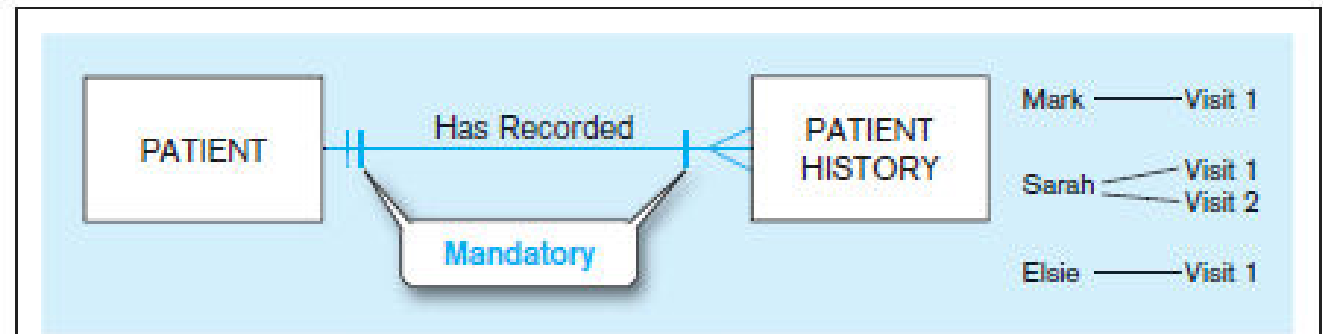 PATIENT
Has Recorded
PATIENT
HISTORY
Mandatory
Mark Visit 1
Sarah Visit 1
Visit 2
Elsie Visit 1